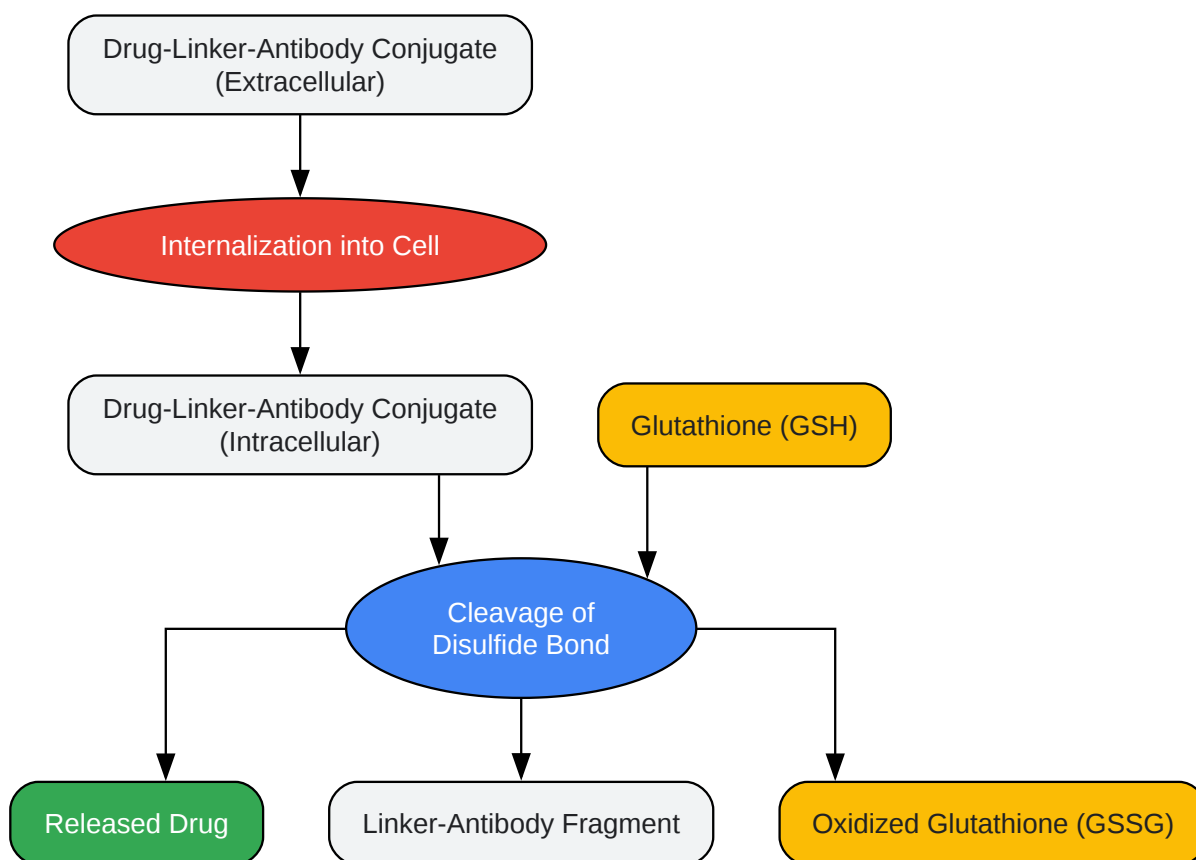 Drug-Linker-Antibody Conjugate
(Extracellular)
Internalization into Cell
Drug-Linker-Antibody Conjugate
(Intracellular)
Glutathione (GSH)
Cleavage of
Disulfide Bond
Released Drug
Linker-Antibody Fragment
Oxidized Glutathione (GSSG)